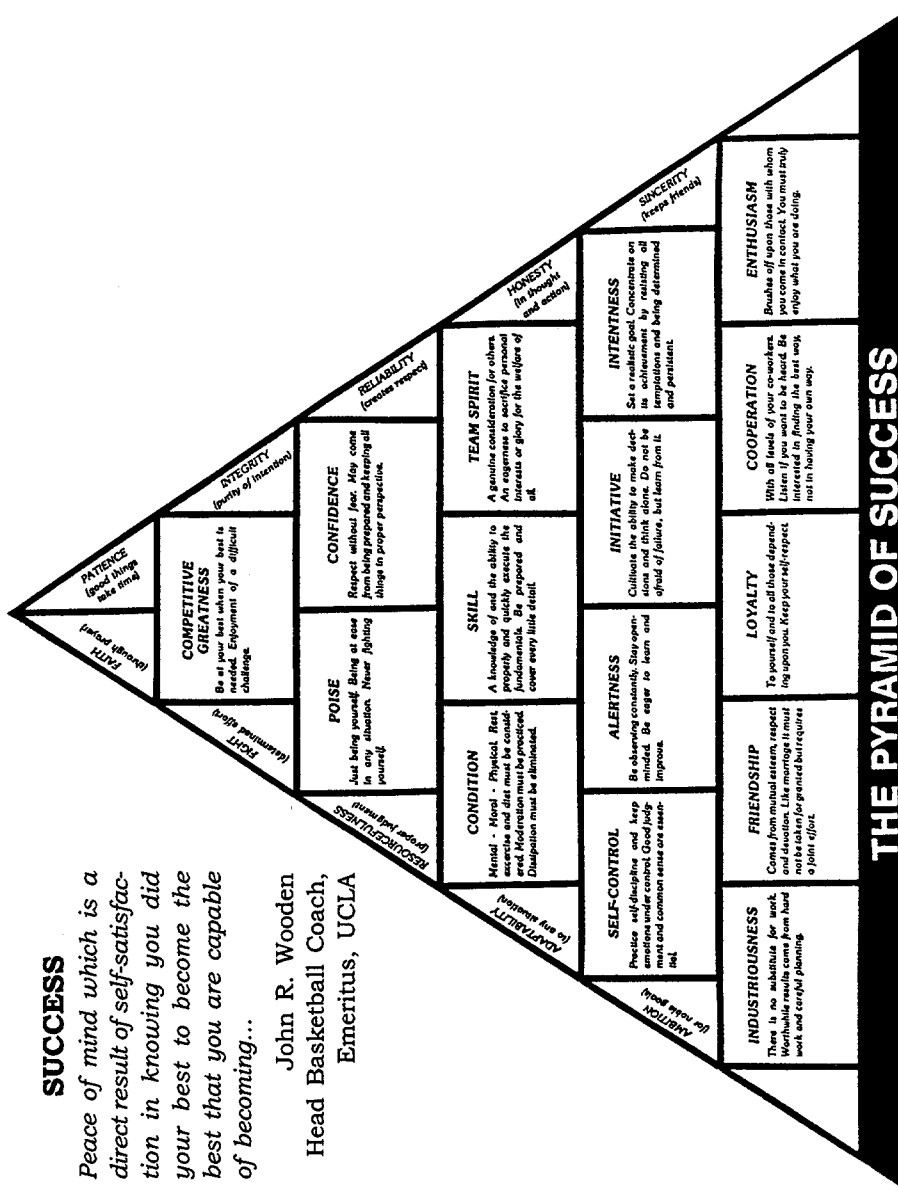 SUCCESS
Peace of mind which is a
direct result of self-satisfac-
tion in knowing you did
your best to become the
best that you are capable
of becoming...
John R. Wooden
Head Basketball Coach,
Emeritus, UCLA
FAITH
(through prayer)
PATIENCE
(good things
take time)
FIGHT
(determined effort)
COMPETITIVE
GREATNESS
Be at your best when your best is
needed. Enjoyment of a difficult
challenge.
INTEGRITY
(purity of intention)
RESOURCEFULNESS
(proper judgment)
POISE
Just being yourself. Being at ease
in any situation. Never fighting
yourself.
CONFIDENCE
Respect without fear. May come
from being prepared and keeping all
things in proper perspective.
RELIABILITY
(creates respect)
ADAPTABILITY
(to any situation)
CONDITION
Mental - Moral - Physical. Rest,
excercise and diet must be consid-
ered. Moderation must be practiced.
Dissipation must be eliminated.
SKILL
A knowledge of and the ability to
properly and quickly execute the
fundamentals. Be prepared and
cover every little detail.
TEAM SPIRIT
A genuine consideration for others.
An eagerness to sacrifice personal
interests or glory for the welfare of
all.
HONESTY
(in thought
and action)
AMBITION
(for noble goals)
SELF-CONTROL
Practice self-discipline and keep
emotions under control. Good judg-
ment and common sense are essen-
tial.
ALERTNESS
Be observing constantly. Stay open-
minded. Be eager to learn and
improve.
INITIATIVE
Cultivate the ability to make deci-
sions and think alone. Do not be
afraid of failure, but learn from it.
INTENTNESS
Set a realistic goal. Concentrate on
its achievement by resisting all
temptations and being determined
and persistent.
SINCERITY
(keeps friends)
INDUSTRIOUSNESS
There is no substitute for work.
Worthwhile results come from hard
work and careful planning.
FRIENDSHIP
Comes from mutual esteem, respect
and devotion. Like marriage it must
not be taken for granted but requires
a joint effort.
LOYALTY
To yourself and to all those depend-
ing upon you. Keep your self-respect
COOPERATION
With all levels of your co-workers.
Listen if you want to be heard. Be
interested in finding the best way,
not in having your own way.
ENTHUSIASM
Brushes off upon those with whom
you come in contact. You must truly
enjoy what you are doing.
THE PYRAMID OF SUCCESS